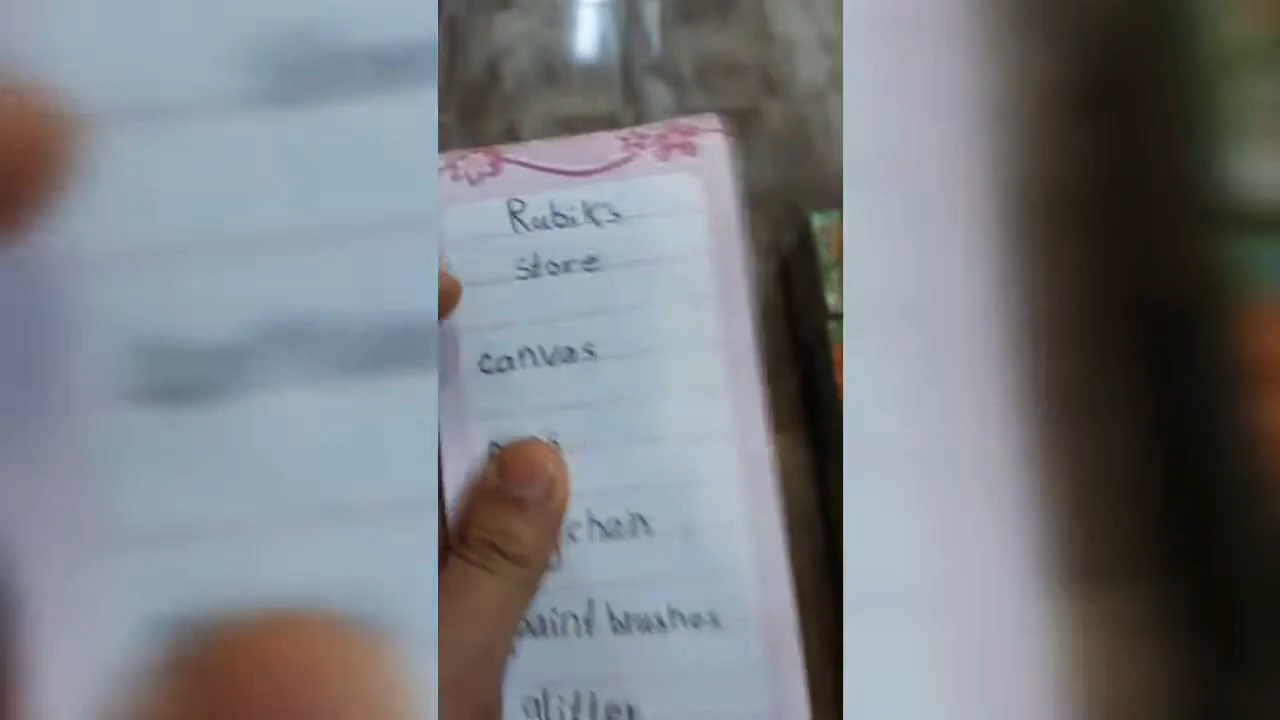 Rubik's
store
canvas
chain
paint brushes
glitter